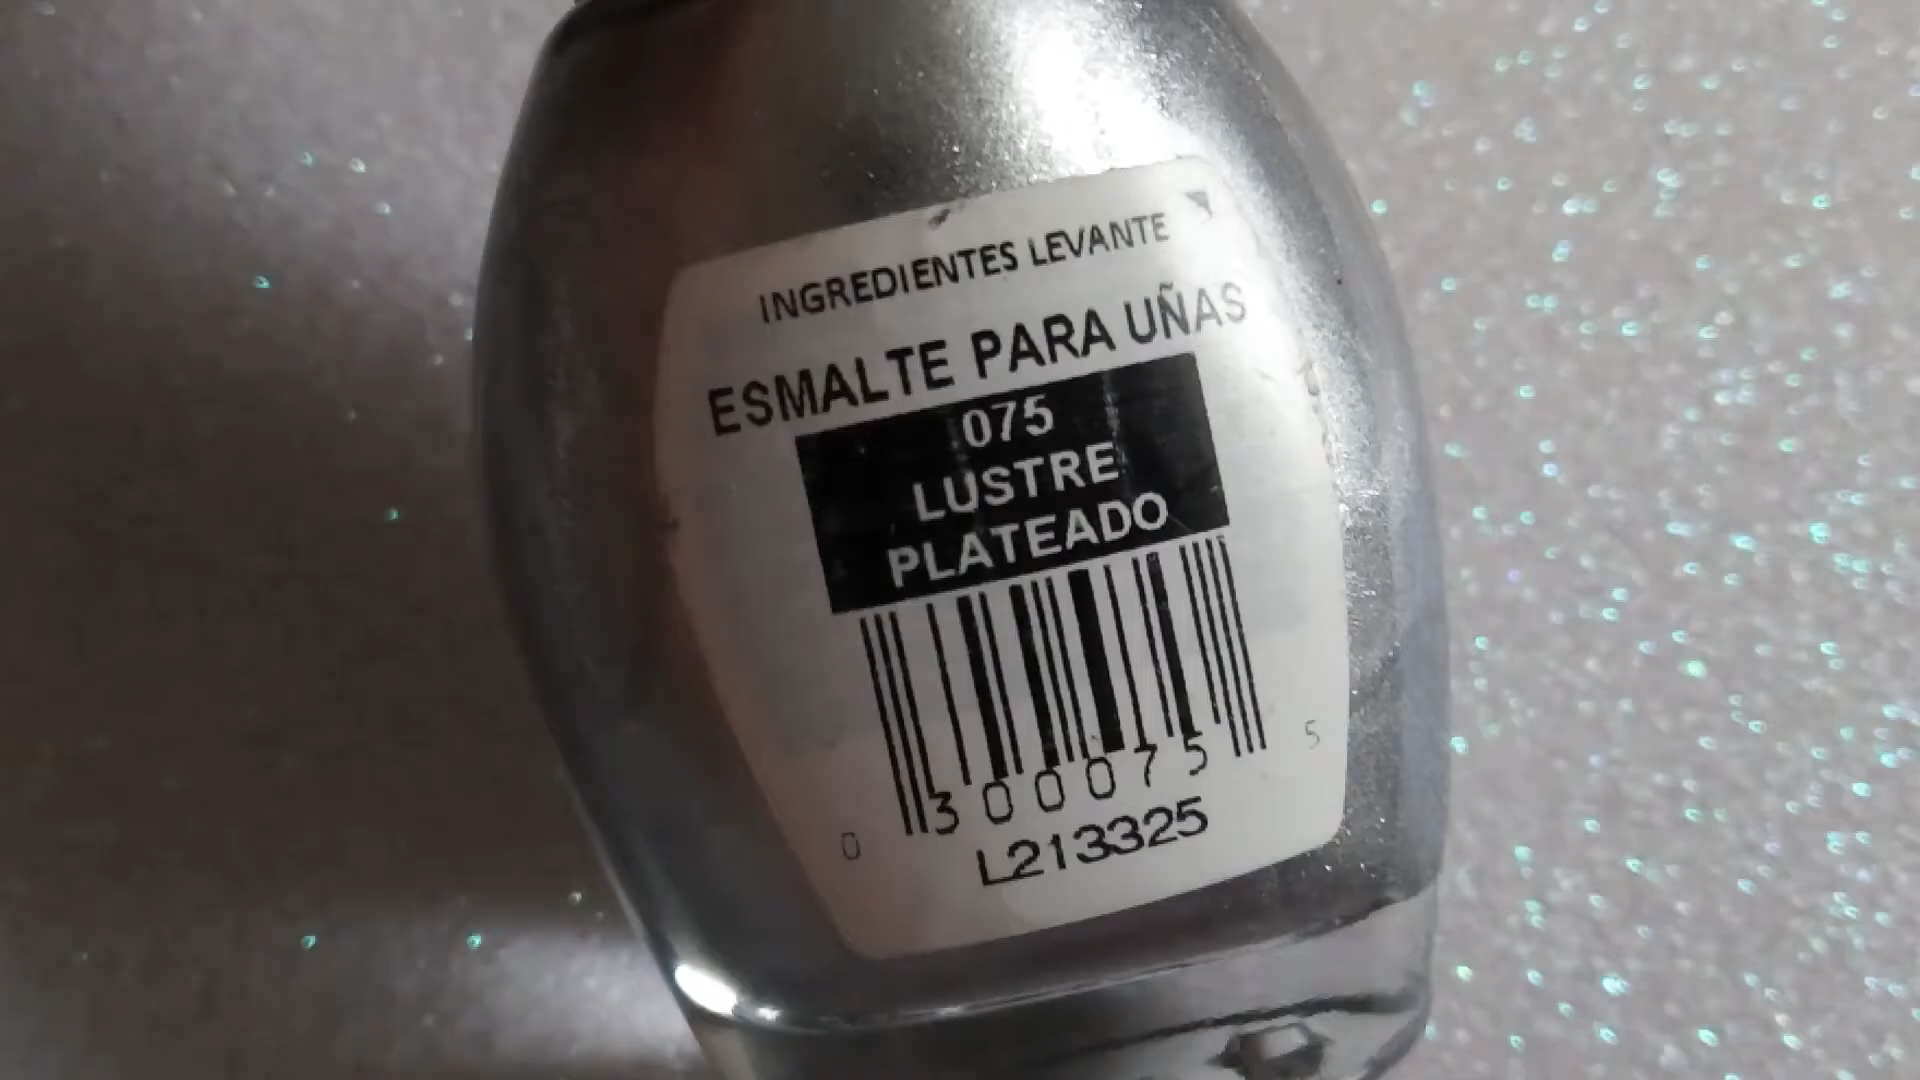 INGREDIENTES LEVANTE
ESMALTE PARA UÑAS
075
LUSTRE
PLATEADO
0 300075 5
L213325